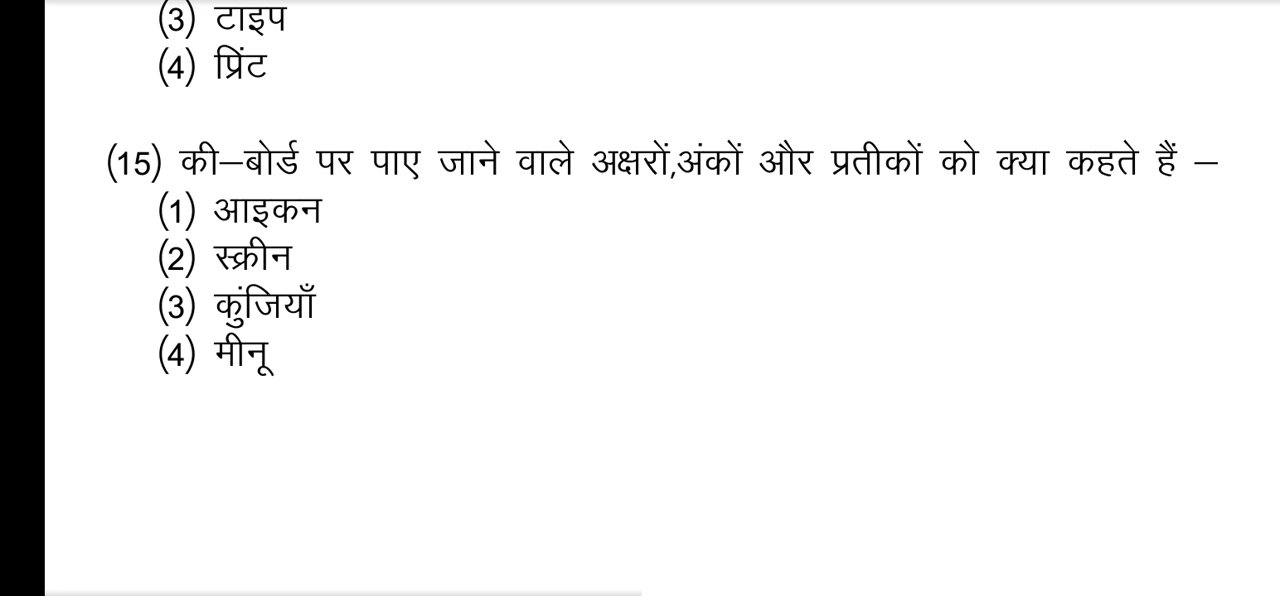 (3) टाइप
(4) प्रिंट
(15) की–बोर्ड पर पाए जाने वाले अक्षरों,अंकों और प्रतीकों को क्या कहते हैं –
(1) आइकन
(2) स्क्रीन
(3) कुंजियाँ
(4) मीनू